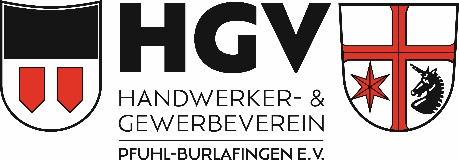 HGV
HANDWERKER- &
GEWERBEVEREIN
PFUHL-BURLAFINGEN E.V.